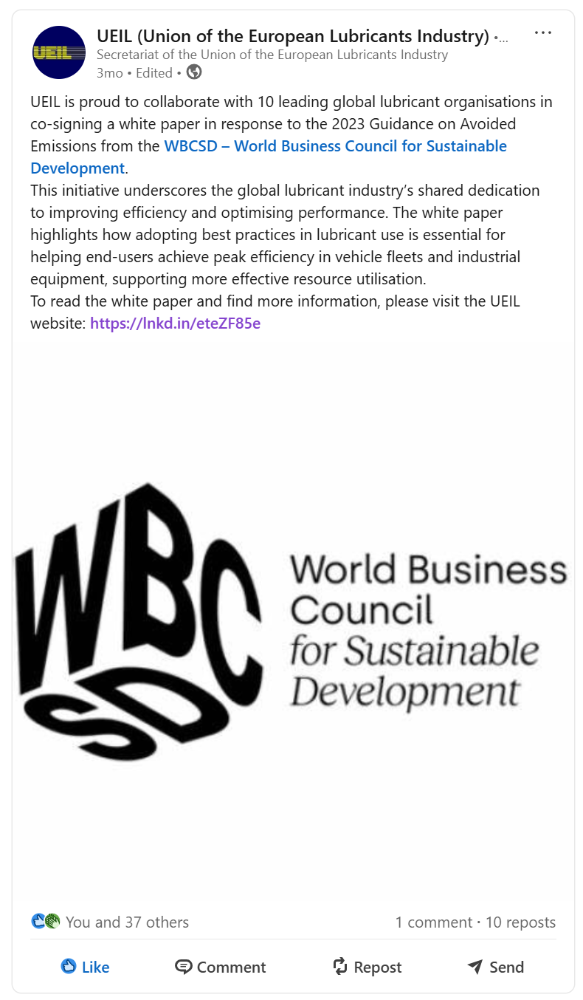 UEIL
UEIL (Union of the European Lubricants Industry) •...
Secretariat of the Union of the European Lubricants Industry
3mo • Edited •
UEIL is proud to collaborate with 10 leading global lubricant organisations in
co-signing a white paper in response to the 2023 Guidance on Avoided
Emissions from the WBCSD – World Business Council for Sustainable
Development.
This initiative underscores the global lubricant industry’s shared dedication
to improving efficiency and optimising performance. The white paper
highlights how adopting best practices in lubricant use is essential for
helping end-users achieve peak efficiency in vehicle fleets and industrial
equipment, supporting more effective resource utilisation.
To read the white paper and find more information, please visit the UEIL
website: https://lnkd.in/eteZF85e
WBC
SD
World Business
Council
for Sustainable
Development
You and 37 others
1 comment · 10 reposts
Like
Comment
Repost
Send